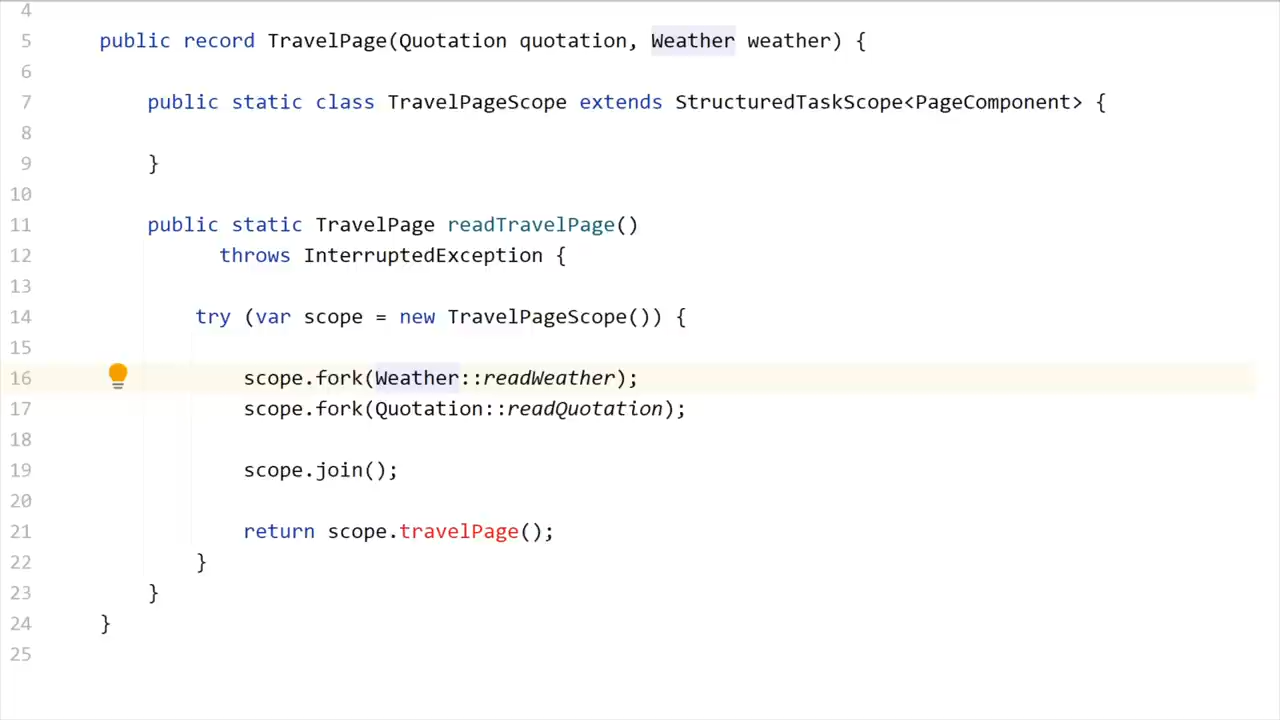 4
5 public record TravelPage(Quotation quotation, Weather weather) {
6
7 public static class TravelPageScope extends StructuredTaskScope<PageComponent> {
8
9 }
10
11 public static TravelPage readTravelPage()
12 throws InterruptedException {
13
14 try (var scope = new TravelPageScope()) {
15
16 scope.fork(Weather::readWeather);
17 scope.fork(Quotation::readQuotation);
18
19 scope.join();
20
21 return scope.travelPage();
22 }
23 }
24 }
25